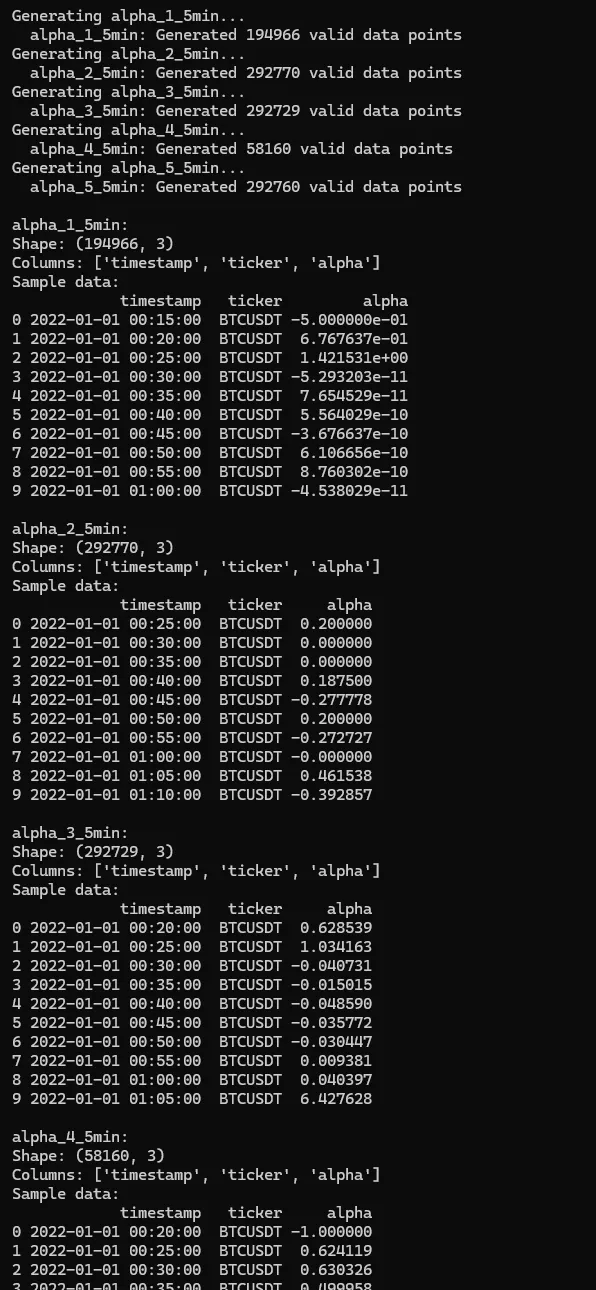 Generating alpha_1_5min...
  alpha_1_5min: Generated 194966 valid data points
Generating alpha_2_5min...
  alpha_2_5min: Generated 292770 valid data points
Generating alpha_3_5min...
  alpha_3_5min: Generated 292729 valid data points
Generating alpha_4_5min...
  alpha_4_5min: Generated 58160 valid data points
Generating alpha_5_5min...
  alpha_5_5min: Generated 292760 valid data points

alpha_1_5min:
Shape: (194966, 3)
Columns: ['timestamp', 'ticker', 'alpha']
Sample data:
            timestamp   ticker         alpha
0 2022-01-01 00:15:00  BTCUSDT -5.000000e-01
1 2022-01-01 00:20:00  BTCUSDT  6.767637e-01
2 2022-01-01 00:25:00  BTCUSDT  1.421531e+00
3 2022-01-01 00:30:00  BTCUSDT -5.293203e-11
4 2022-01-01 00:35:00  BTCUSDT  7.654529e-11
5 2022-01-01 00:40:00  BTCUSDT  5.564029e-10
6 2022-01-01 00:45:00  BTCUSDT -3.676637e-10
7 2022-01-01 00:50:00  BTCUSDT  6.106656e-10
8 2022-01-01 00:55:00  BTCUSDT  8.760302e-10
9 2022-01-01 01:00:00  BTCUSDT -4.538029e-11

alpha_2_5min:
Shape: (292770, 3)
Columns: ['timestamp', 'ticker', 'alpha']
Sample data:
            timestamp   ticker     alpha
0 2022-01-01 00:25:00  BTCUSDT  0.200000
1 2022-01-01 00:30:00  BTCUSDT  0.000000
2 2022-01-01 00:35:00  BTCUSDT  0.000000
3 2022-01-01 00:40:00  BTCUSDT  0.187500
4 2022-01-01 00:45:00  BTCUSDT -0.277778
5 2022-01-01 00:50:00  BTCUSDT  0.200000
6 2022-01-01 00:55:00  BTCUSDT -0.272727
7 2022-01-01 01:00:00  BTCUSDT -0.000000
8 2022-01-01 01:05:00  BTCUSDT  0.461538
9 2022-01-01 01:10:00  BTCUSDT -0.392857

alpha_3_5min:
Shape: (292729, 3)
Columns: ['timestamp', 'ticker', 'alpha']
Sample data:
            timestamp   ticker     alpha
0 2022-01-01 00:20:00  BTCUSDT  0.628539
1 2022-01-01 00:25:00  BTCUSDT  1.034163
2 2022-01-01 00:30:00  BTCUSDT -0.040731
3 2022-01-01 00:35:00  BTCUSDT -0.015015
4 2022-01-01 00:40:00  BTCUSDT -0.048590
5 2022-01-01 00:45:00  BTCUSDT -0.035772
6 2022-01-01 00:50:00  BTCUSDT -0.030447
7 2022-01-01 00:55:00  BTCUSDT  0.009381
8 2022-01-01 01:00:00  BTCUSDT  0.040397
9 2022-01-01 01:05:00  BTCUSDT  6.427628

alpha_4_5min:
Shape: (58160, 3)
Columns: ['timestamp', 'ticker', 'alpha']
Sample data:
            timestamp   ticker     alpha
0 2022-01-01 00:20:00  BTCUSDT -1.000000
1 2022-01-01 00:25:00  BTCUSDT  0.624119
2 2022-01-01 00:30:00  BTCUSDT  0.630326
3 2022-01-01 00:35:00  BTCUSDT  0.499958